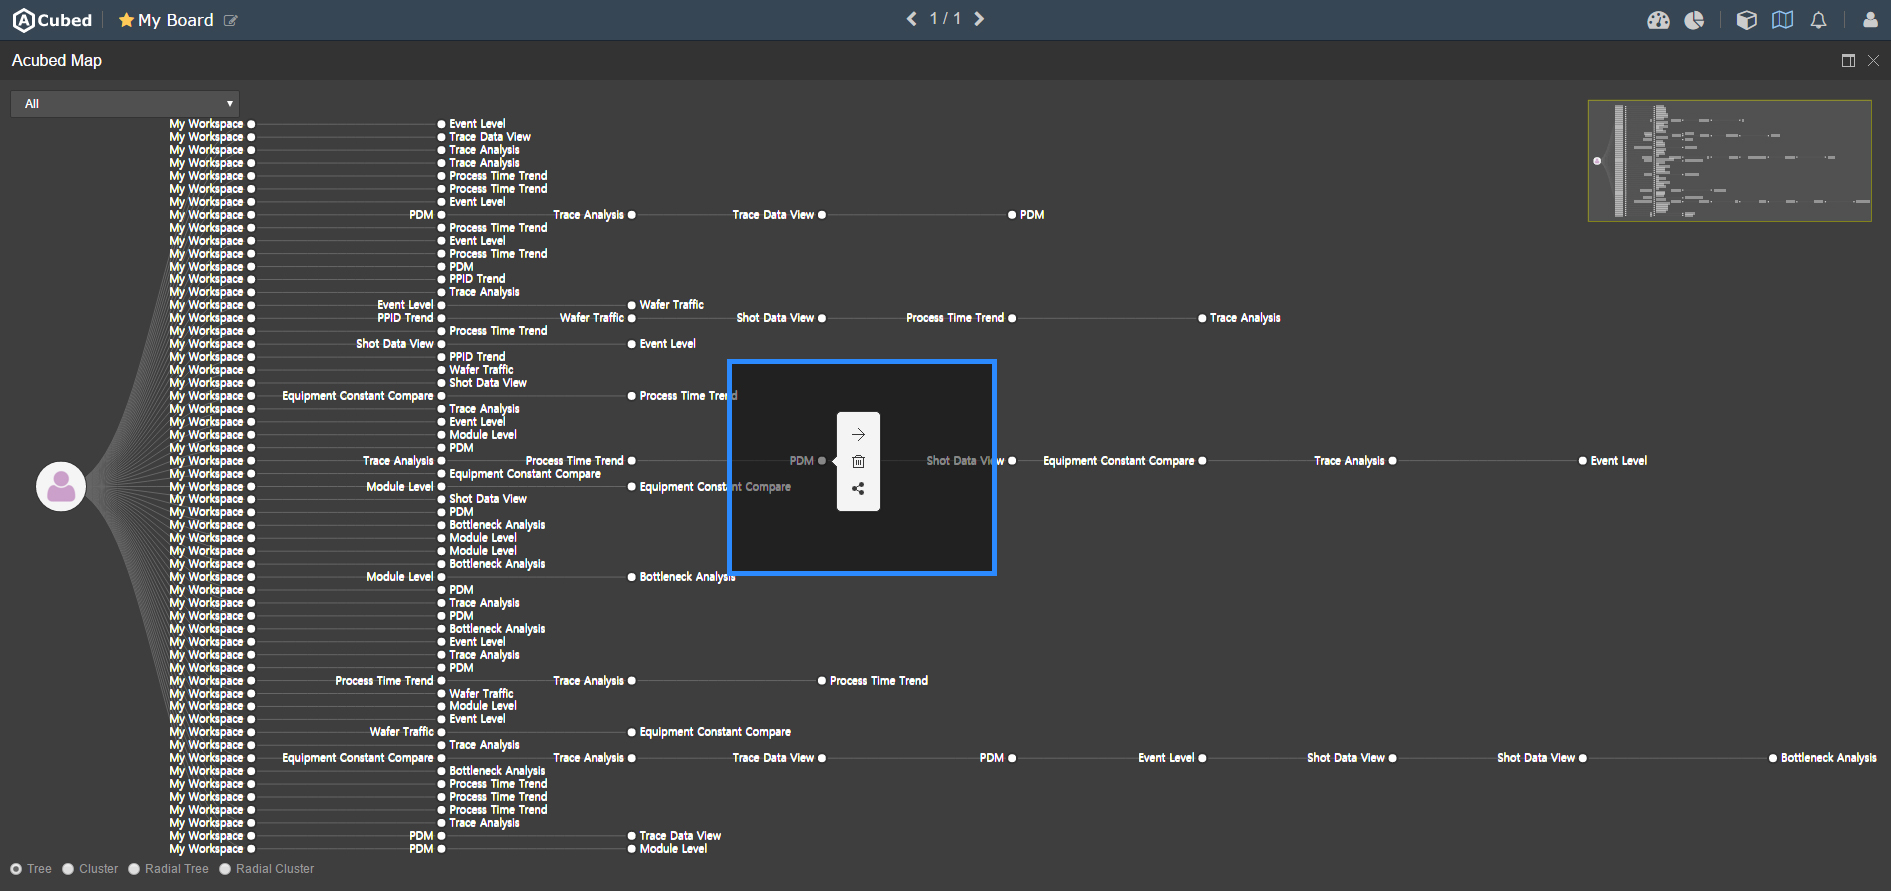 ACubed My Board 1 / 1
Acubed Map
All
My Workspace Event Level
My Workspace Trace Data View
My Workspace Trace Analysis
My Workspace Trace Analysis
My Workspace Process Time Trend
My Workspace Process Time Trend
My Workspace Event Level
My Workspace PDM Trace Analysis Trace Data View PDM
My Workspace Process Time Trend
My Workspace Event Level
My Workspace Process Time Trend
My Workspace PDM
My Workspace PPID Trend
My Workspace Trace Analysis
My Workspace Event Level Wafer Traffic
My Workspace PPID Trend Wafer Traffic Shot Data View Process Time Trend Trace Analysis
My Workspace Process Time Trend
My Workspace Shot Data View Event Level
My Workspace PPID Trend
My Workspace Wafer Traffic
My Workspace Shot Data View
My Workspace Equipment Constant Compare Process Time Trend
My Workspace Trace Analysis
My Workspace Event Level
My Workspace Module Level
My Workspace PDM
My Workspace Trace Analysis Process Time Trend PDM Shot Data View Equipment Constant Compare Trace Analysis Event Level
My Workspace Equipment Constant Compare
My Workspace Module Level Equipment Constant Compare
My Workspace Shot Data View
My Workspace PDM
My Workspace Bottleneck Analysis
My Workspace Module Level
My Workspace Module Level
My Workspace Bottleneck Analysis
My Workspace Module Level Bottleneck Analysis
My Workspace PDM
My Workspace Trace Analysis
My Workspace PDM
My Workspace Bottleneck Analysis
My Workspace Event Level
My Workspace Trace Analysis
My Workspace PDM
My Workspace Process Time Trend Trace Analysis Process Time Trend
My Workspace Wafer Traffic
My Workspace Module Level
My Workspace Event Level
My Workspace Wafer Traffic Equipment Constant Compare
My Workspace Trace Analysis
My Workspace Equipment Constant Compare Trace Analysis Trace Data View PDM Event Level Shot Data View Shot Data View Bottleneck Analysis
My Workspace Bottleneck Analysis
My Workspace Process Time Trend
My Workspace Process Time Trend
My Workspace Process Time Trend
My Workspace Trace Analysis
My Workspace PDM Trace Data View
My Workspace PDM Module Level
Tree Cluster Radial Tree Radial Cluster